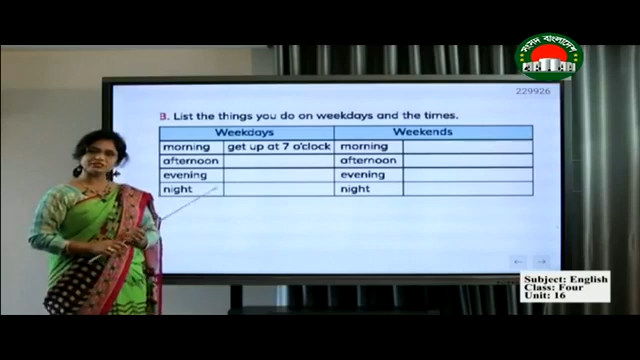 সংসদ বাংলাদেশ
229926
B. List the things you do on weekdays and the times.
Weekdays Weekends
morning get up at 7 o'clock morning
afternoon afternoon
evening evening
night night
Subject: English
Class: Four
Unit: 16